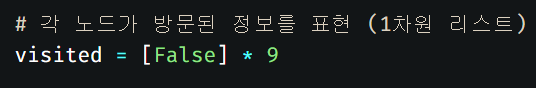 # 각 노드가 방문된 정보를 표현 (1차원 리스트)
visited = [False] * 9